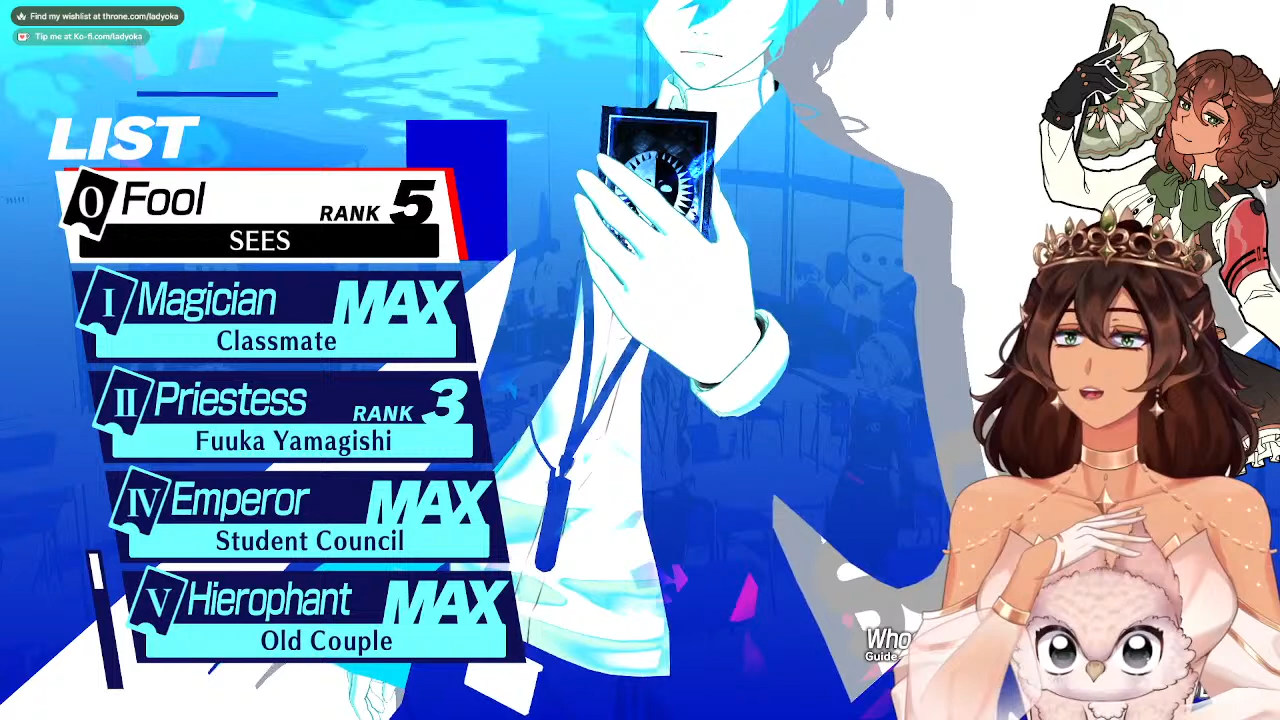 Find my wishlist at throne.com/ladyoka
Tip me at Ko-fi.com/ladyoka
LIST
0 Fool RANK 5
SEES
I Magician MAX
Classmate
II Priestess RANK 3
Fuuka Yamagishi
IV Emperor MAX
Student Council
V Hierophant MAX
Old Couple
Who
Guide